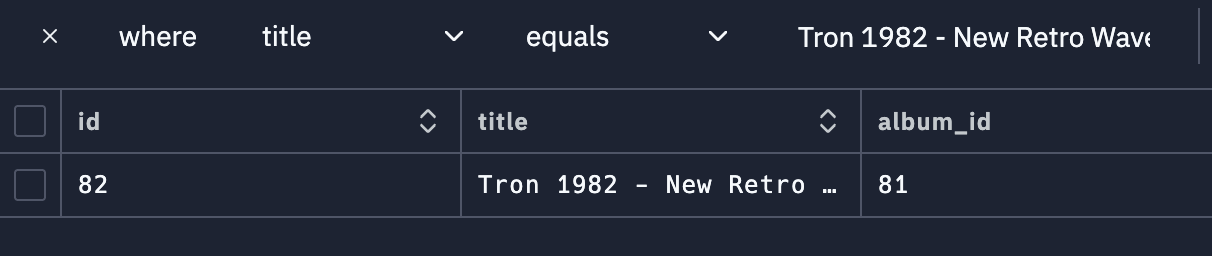 × where title equals Tron 1982 - New Retro Wave
id title album_id
82 Tron 1982 - New Retro … 81